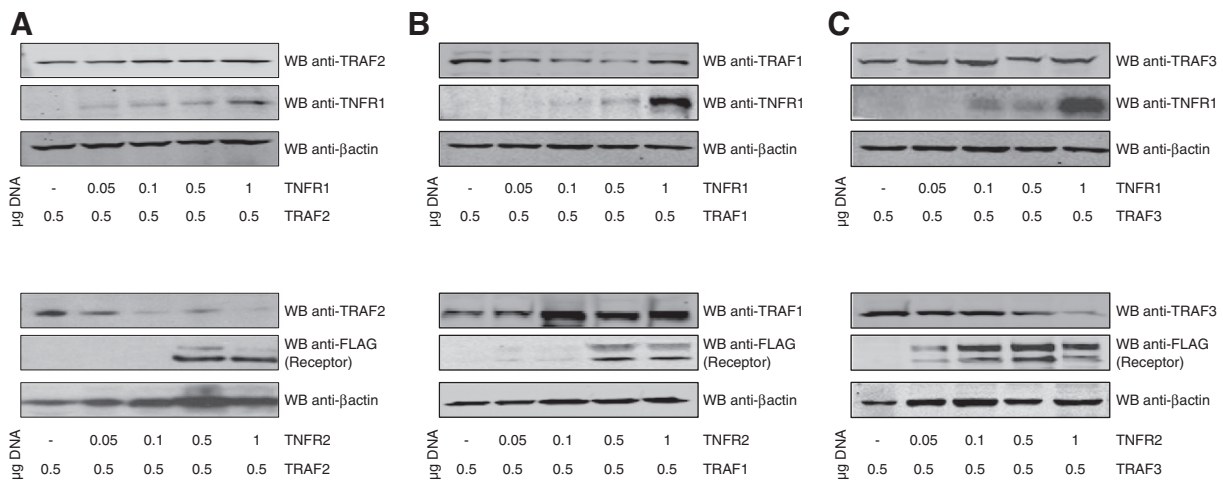 A
WB anti-TRAF2
WB anti-TNFR1
WB anti-βactin
- 0.05 0.1 0.5 1 TNFR1
0.5 0.5 0.5 0.5 0.5 TRAF2
µg DNA
WB anti-TRAF2
WB anti-FLAG
(Receptor)
WB anti-βactin
- 0.05 0.1 0.5 1 TNFR2
0.5 0.5 0.5 0.5 0.5 TRAF2
µg DNA
B
WB anti-TRAF1
WB anti-TNFR1
WB anti-βactin
- 0.05 0.1 0.5 1 TNFR1
0.5 0.5 0.5 0.5 0.5 TRAF1
µg DNA
WB anti-TRAF1
WB anti-FLAG
(Receptor)
WB anti-βactin
- 0.05 0.1 0.5 1 TNFR2
0.5 0.5 0.5 0.5 0.5 TRAF1
µg DNA
C
WB anti-TRAF3
WB anti-TNFR1
WB anti-βactin
- 0.05 0.1 0.5 1 TNFR1
0.5 0.5 0.5 0.5 0.5 TRAF3
µg DNA
WB anti-TRAF3
WB anti-FLAG
(Receptor)
WB anti-βactin
- 0.05 0.1 0.5 1 TNFR2
0.5 0.5 0.5 0.5 0.5 TRAF3
µg DNA